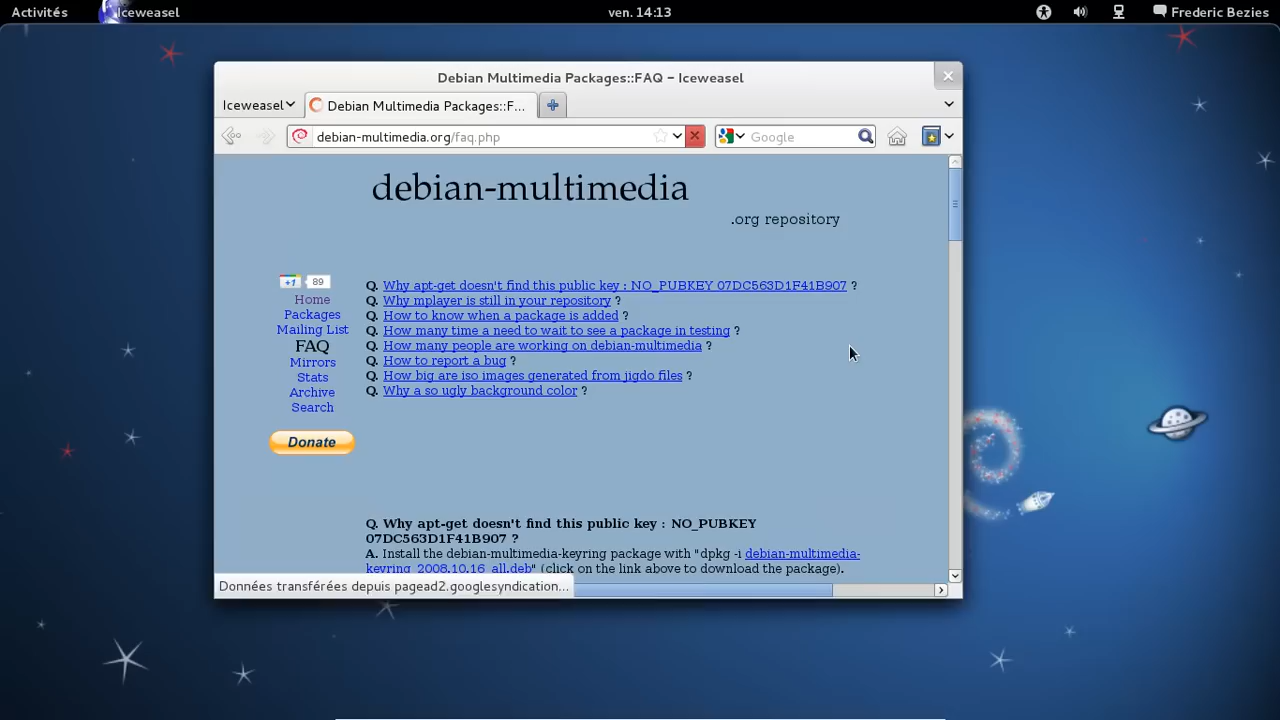 Activités Iceweasel ven. 14:13 Frederic Bezies
Debian Multimedia Packages::FAQ – Iceweasel
Iceweasel Debian Multimedia Packages::F...
debian-multimedia.org/faq.php Google
debian-multimedia
.org repository
+1 89
Home
Packages
Mailing List
FAQ
Mirrors
Stats
Archive
Search
Donate
Q. Why apt-get doesn't find this public key : NO_PUBKEY 07DC563D1F41B907 ?
Q. Why mplayer is still in your repository ?
Q. How to know when a package is added ?
Q. How many time a need to wait to see a package in testing ?
Q. How many people are working on debian-multimedia ?
Q. How to report a bug ?
Q. How big are iso images generated from jigdo files ?
Q. Why a so ugly background color ?
Q. Why apt-get doesn't find this public key : NO_PUBKEY
07DC563D1F41B907 ?
A. Install the debian-multimedia-keyring package with "dpkg -i debian-multimedia-
keyring_2008.10.16_all.deb" (click on the link above to download the package).
Données transférées depuis pagead2.googlesyndication...